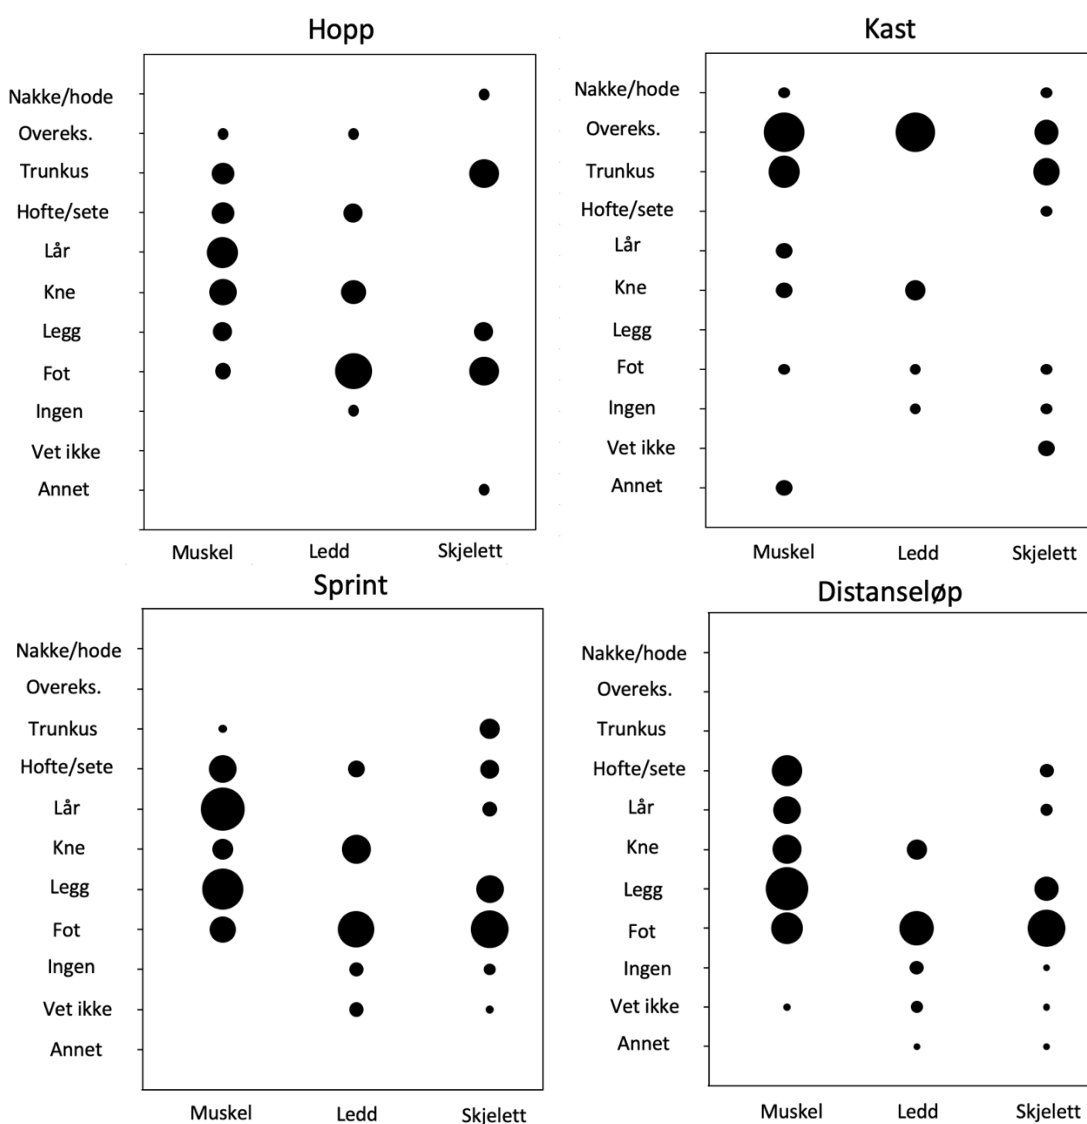 Hopp
Nakke/hode
Overeks.
Trunkus
Hofte/sete
Lår
Kne
Legg
Fot
Ingen
Vet ikke
Annet
Muskel Ledd Skjelett
Kast
Nakke/hode
Overeks.
Trunkus
Hofte/sete
Lår
Kne
Legg
Fot
Ingen
Vet ikke
Annet
Muskel Ledd Skjelett
Sprint
Nakke/hode
Overeks.
Trunkus
Hofte/sete
Lår
Kne
Legg
Fot
Ingen
Vet ikke
Annet
Muskel Ledd Skjelett
Distanseløp
Nakke/hode
Overeks.
Trunkus
Hofte/sete
Lår
Kne
Legg
Fot
Ingen
Vet ikke
Annet
Muskel Ledd Skjelett